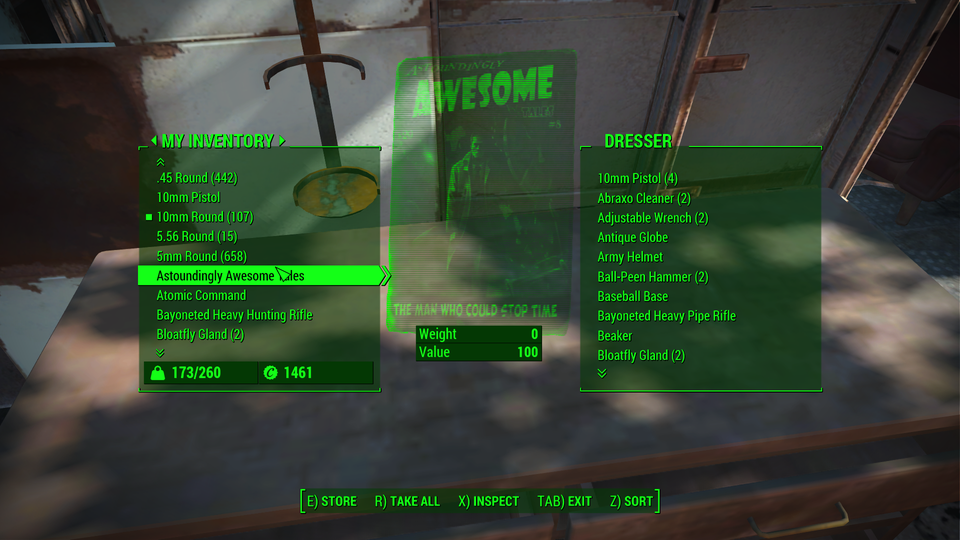 ASTOUNDINGLY
AWESOME
TALES
THE MAN WHO COULD STOP TIME
MY INVENTORY
.45 Round (442)
10mm Pistol
10mm Round (107)
5.56 Round (15)
5mm Round (658)
Astoundingly Awesome Tales
Atomic Command
Bayoneted Heavy Hunting Rifle
Bloatfly Gland (2)
173/260
1461
Weight 0
Value 100
DRESSER
10mm Pistol (4)
Abraxo Cleaner (2)
Adjustable Wrench (2)
Antique Globe
Army Helmet
Ball-Peen Hammer (2)
Baseball Base
Bayoneted Heavy Pipe Rifle
Beaker
Bloatfly Gland (2)
E) STORE R) TAKE ALL X) INSPECT TAB) EXIT Z) SORT